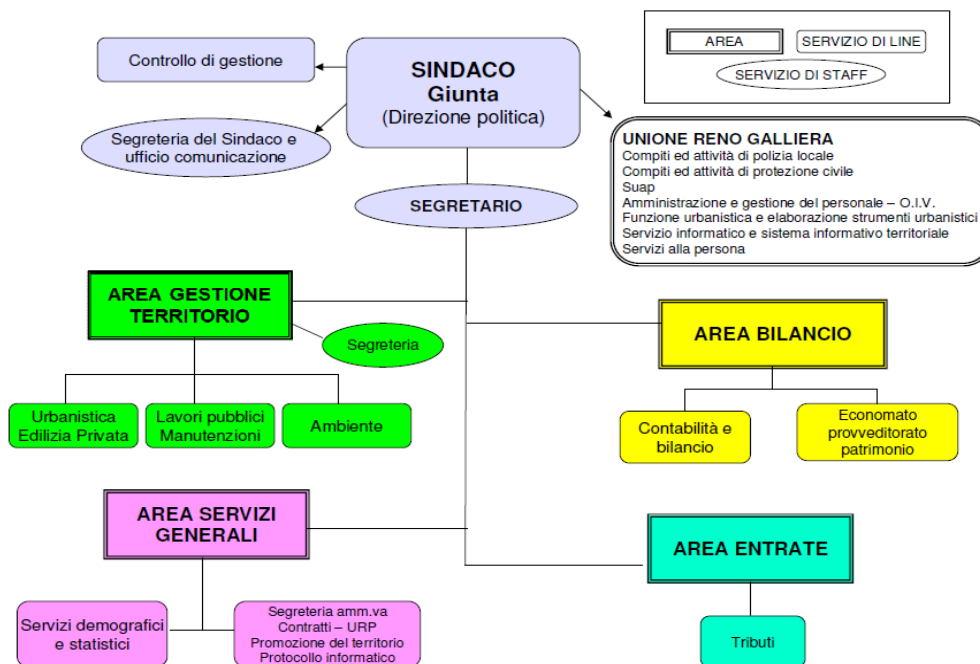 Controllo di gestione
SINDACO
Giunta
(Direzione politica)
AREA
SERVIZIO DI LINE
SERVIZIO DI STAFF
Segreteria del Sindaco e
ufficio comunicazione
UNIONE RENO GALLIERA
Compiti ed attività di polizia locale
Compiti ed attività di protezione civile
Suap
Amministrazione e gestione del personale – O.I.V.
Funzione urbanistica e elaborazione strumenti urbanistici
Servizio informatico e sistema informativo territoriale
Servizi alla persona
SEGRETARIO
AREA GESTIONE
TERRITORIO
Segreteria
Urbanistica
Edilizia Privata
Lavori pubblici
Manutenzioni
Ambiente
AREA BILANCIO
Contabilità e
bilancio
Economato
provveditorato
patrimonio
AREA SERVIZI
GENERALI
Servizi demografici
e statistici
Segreteria amm.va
Contratti – URP
Promozione del territorio
Protocollo informatico
AREA ENTRATE
Tributi